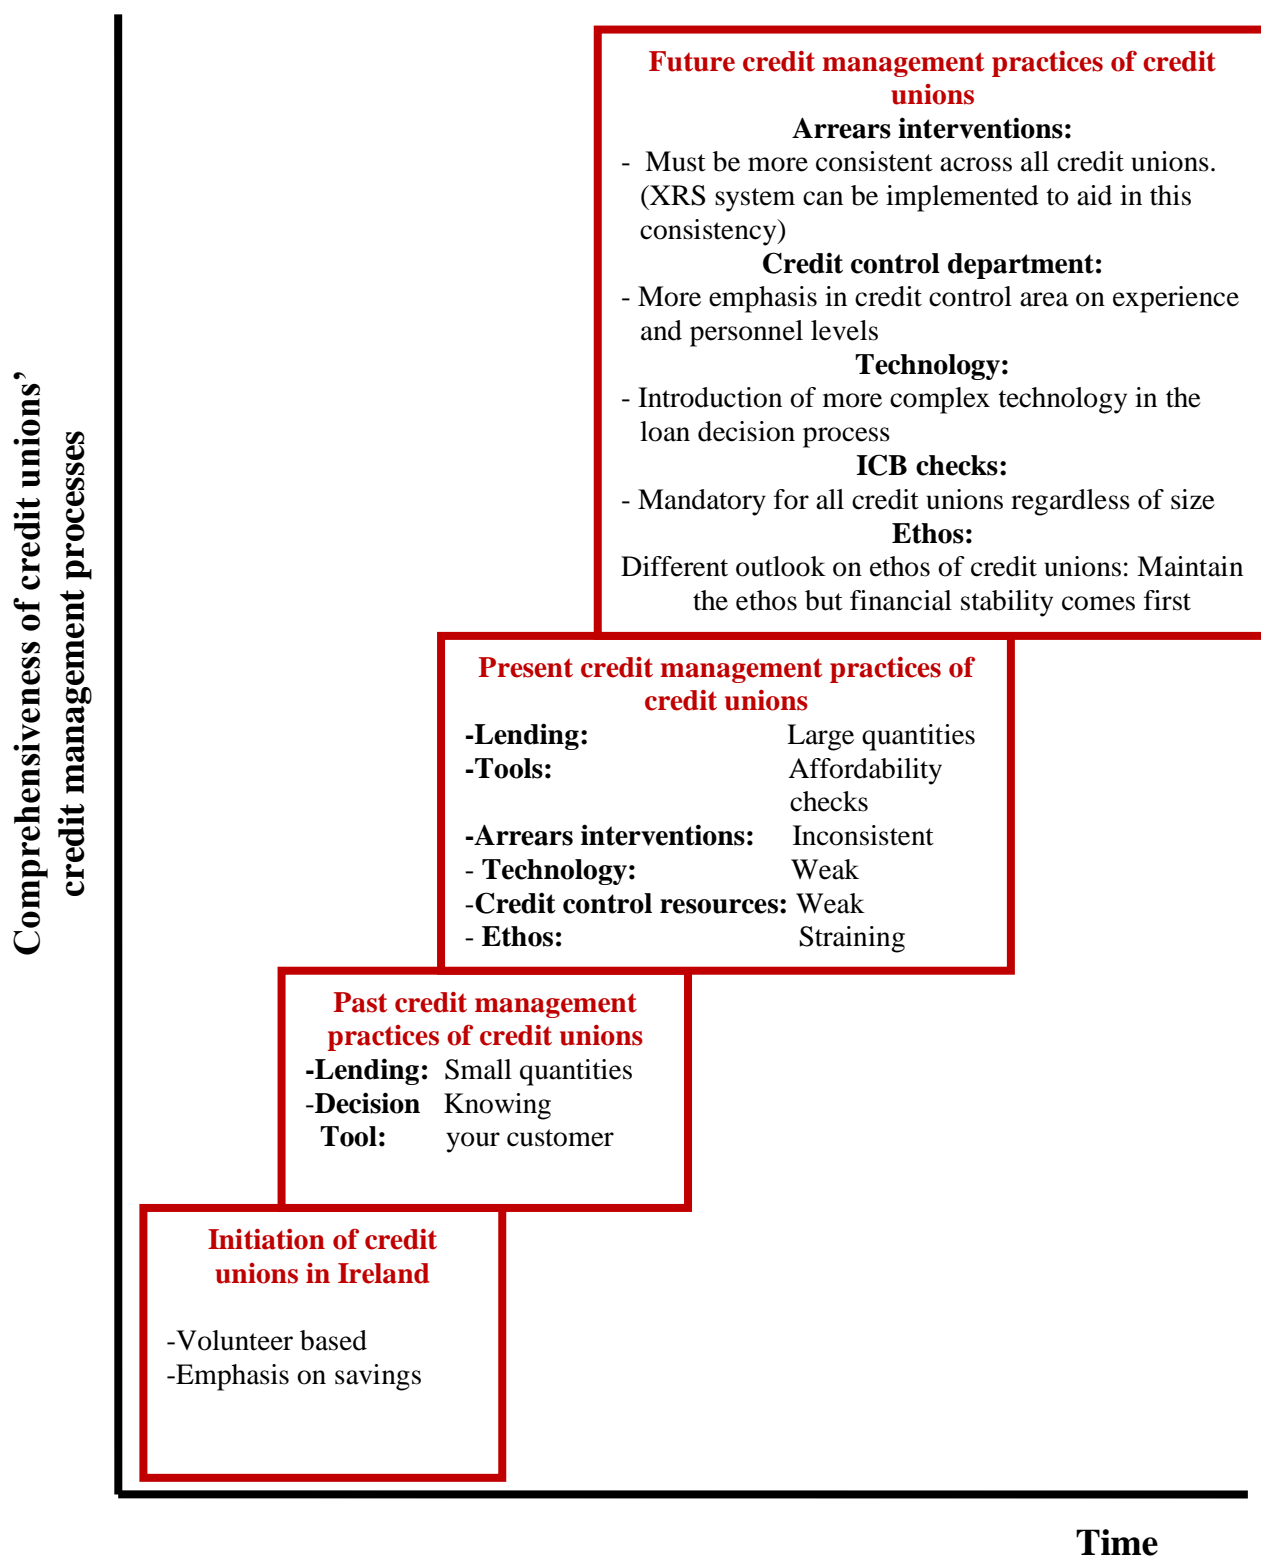 Future credit management practices of credit
unions
Arrears interventions:
- Must be more consistent across all credit unions.
(XRS system can be implemented to aid in this
consistency)
Credit control department:
- More emphasis in credit control area on experience
and personnel levels
Technology:
- Introduction of more complex technology in the
loan decision process
ICB checks:
- Mandatory for all credit unions regardless of size
Ethos:
Different outlook on ethos of credit unions: Maintain
the ethos but financial stability comes first
Comprehensiveness of credit unions’
credit management processes
Present credit management practices of
credit unions
-Lending: Large quantities
-Tools: Affordability
checks
-Arrears interventions: Inconsistent
- Technology: Weak
-Credit control resources: Weak
- Ethos: Straining
Past credit management
practices of credit unions
-Lending: Small quantities
-Decision Knowing
Tool: your customer
Initiation of credit
unions in Ireland
-Volunteer based
-Emphasis on savings
Time